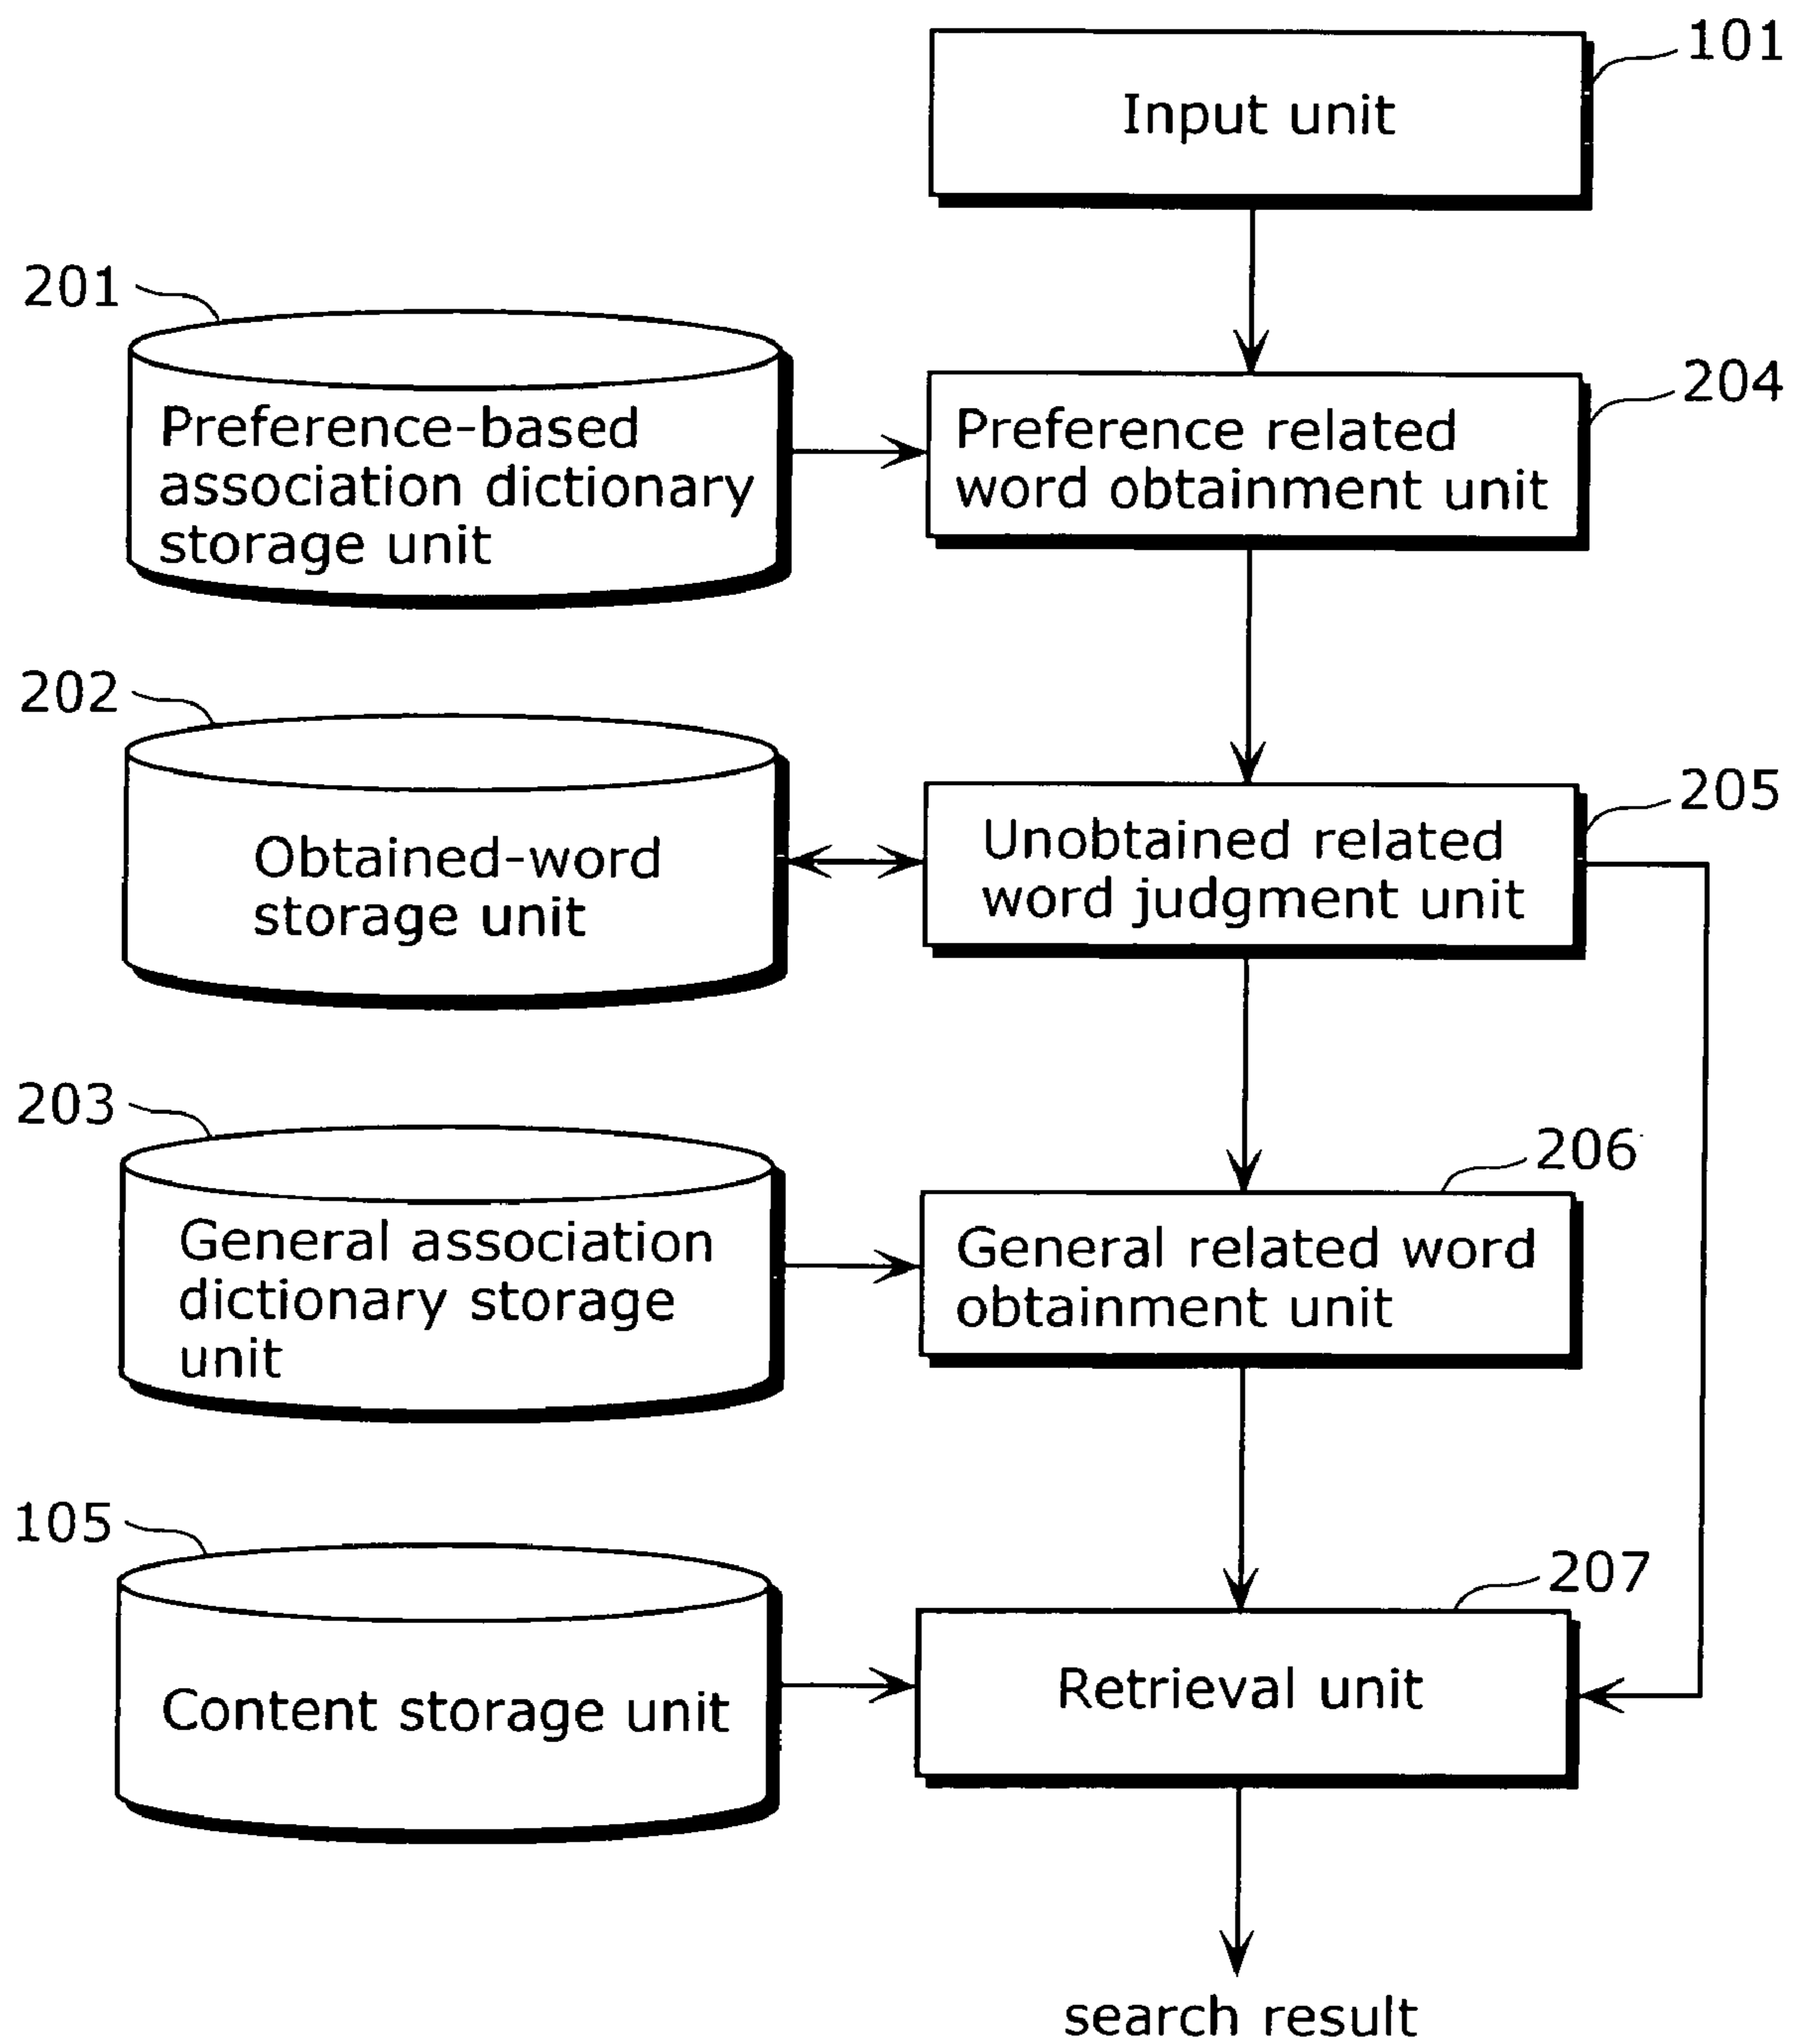 101
Input unit
201
Preference-based
association dictionary
storage unit
204
Preference related
word obtainment unit
202
Obtained-word
storage unit
205
Unobtained related
word judgment unit
203
General association
dictionary storage
unit
206
General related word
obtainment unit
105
Content storage unit
207
Retrieval unit
search result